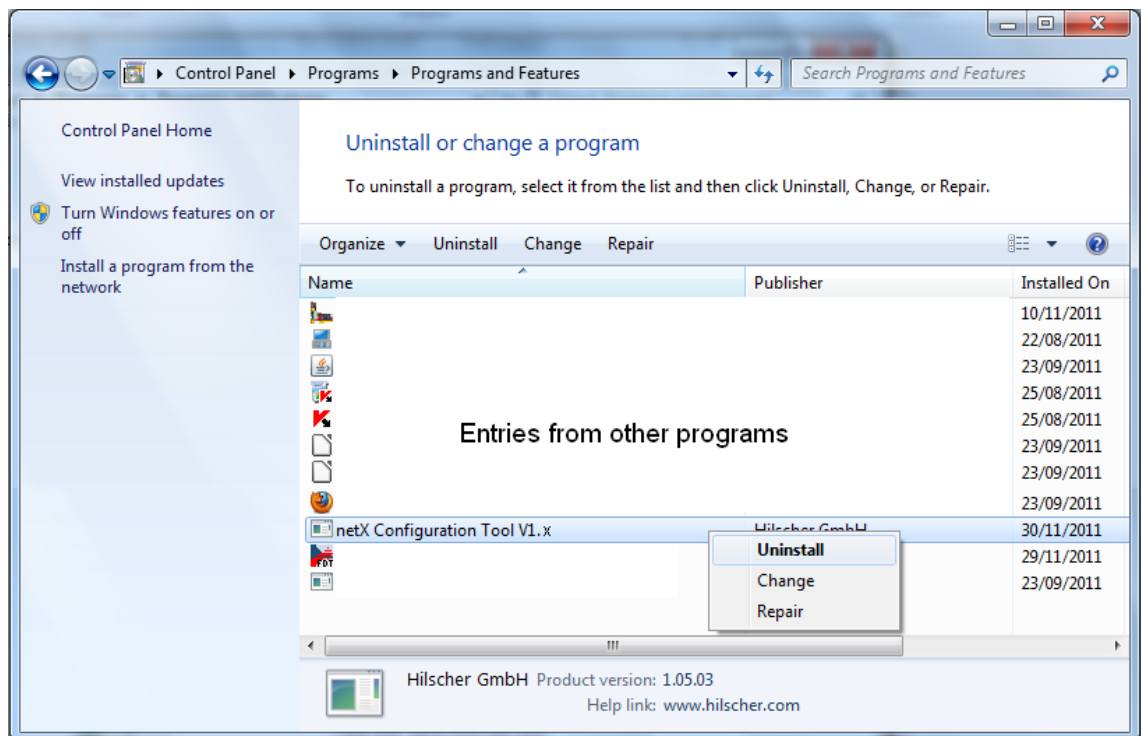 Control Panel ▸ Programs ▸ Programs and Features
Search Programs and Features
Control Panel Home
View installed updates
Turn Windows features on or
off
Install a program from the
network
Uninstall or change a program
To uninstall a program, select it from the list and then click Uninstall, Change, or Repair.
Organize Uninstall Change Repair
Name Publisher Installed On
10/11/2011
22/08/2011
23/09/2011
25/08/2011
25/08/2011
Entries from other programs
23/09/2011
23/09/2011
23/09/2011
netX Configuration Tool V1.x Hilscher GmbH 30/11/2011
FDT 29/11/2011
23/09/2011
Uninstall
Change
Repair
Hilscher GmbH Product version: 1.05.03
Help link: www.hilscher.com